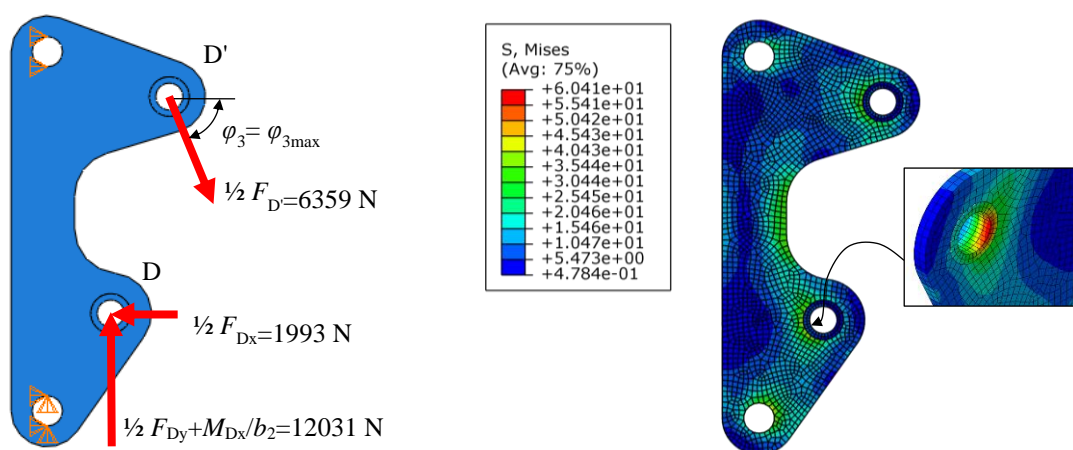 D'
φ3= φ3max
½ FD'=6359 N
D
½ FDx=1993 N
½ FDy+MDx/b2=12031 N
S, Mises
(Avg: 75%)
+6.041e+01
+5.541e+01
+5.042e+01
+4.543e+01
+4.043e+01
+3.544e+01
+3.044e+01
+2.545e+01
+2.046e+01
+1.546e+01
+1.047e+01
+5.473e+00
+4.784e-01